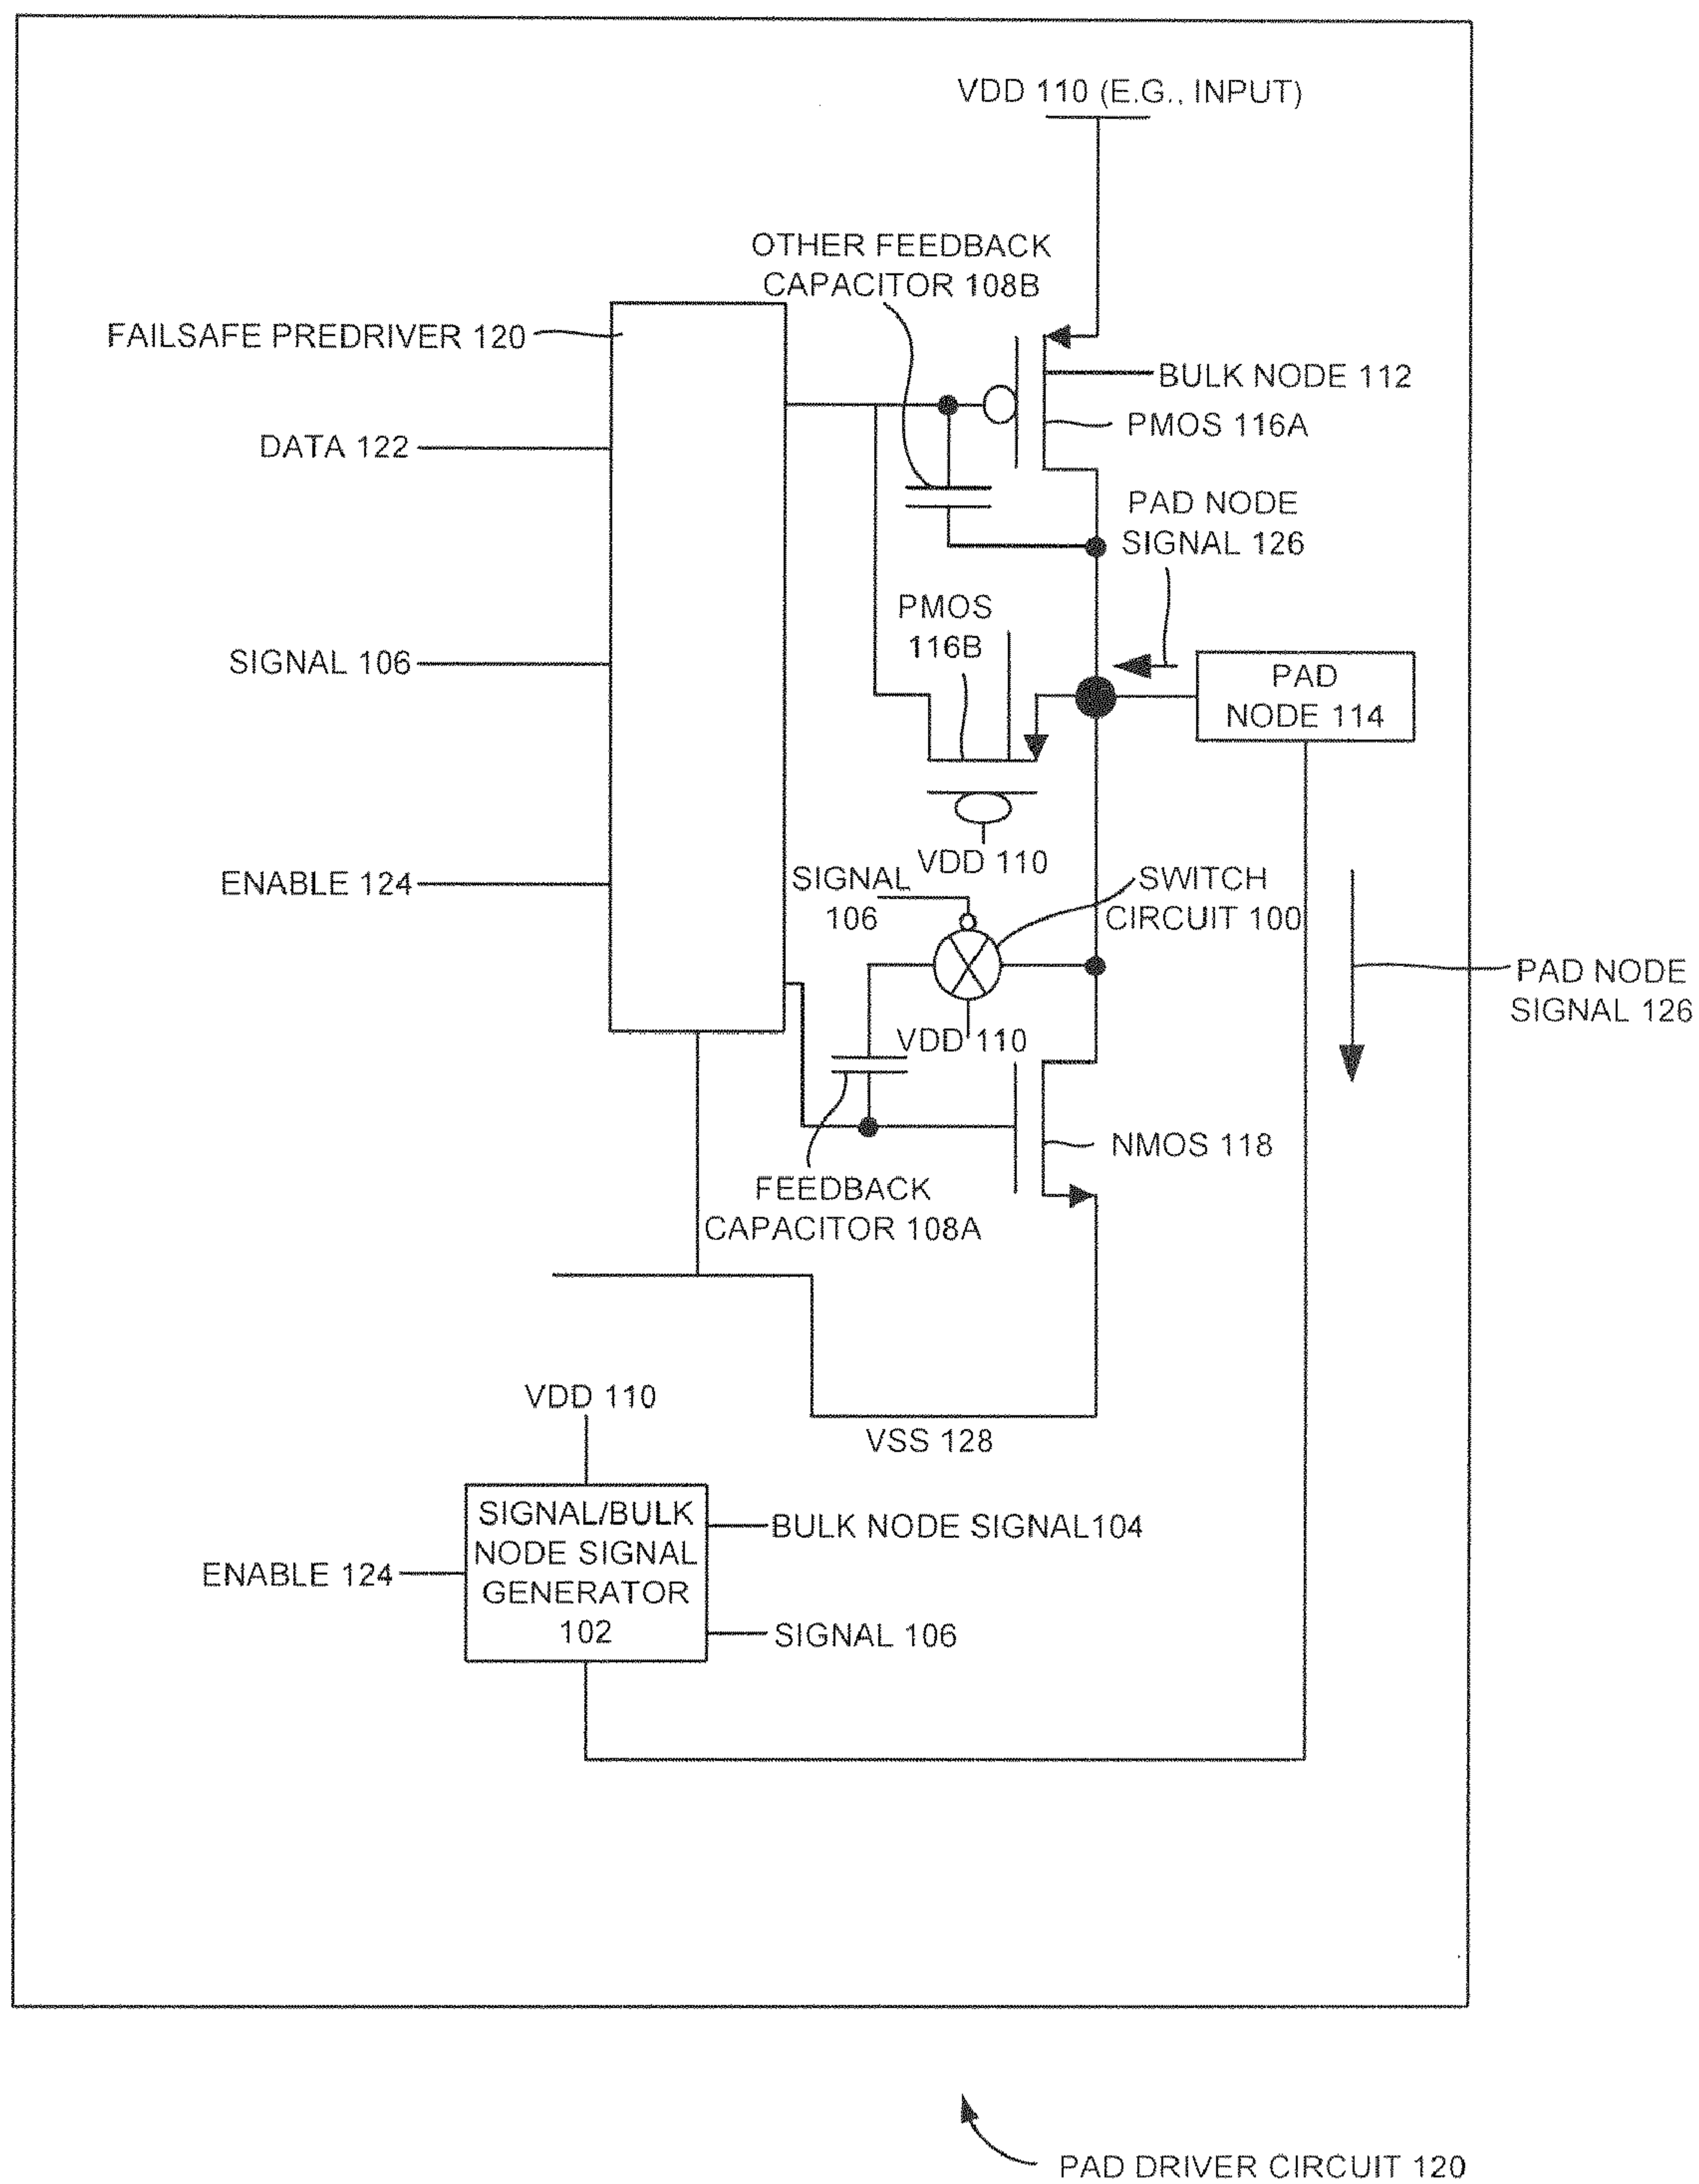 VDD 110 (E.G., INPUT)
OTHER FEEDBACK
CAPACITOR 108B
FAILSAFE PREDRIVER 120
BULK NODE 112
PMOS 116A
DATA 122
PAD NODE
SIGNAL 126
PMOS
116B
SIGNAL 106
PAD
NODE 114
VDD 110
ENABLE 124
SIGNAL
106
SWITCH
CIRCUIT 100
PAD NODE
SIGNAL 126
VDD 110
NMOS 118
FEEDBACK
CAPACITOR 108A
VDD 110
VSS 128
SIGNAL/BULK
NODE SIGNAL
GENERATOR
102
BULK NODE SIGNAL104
ENABLE 124
SIGNAL 106
PAD DRIVER CIRCUIT 120